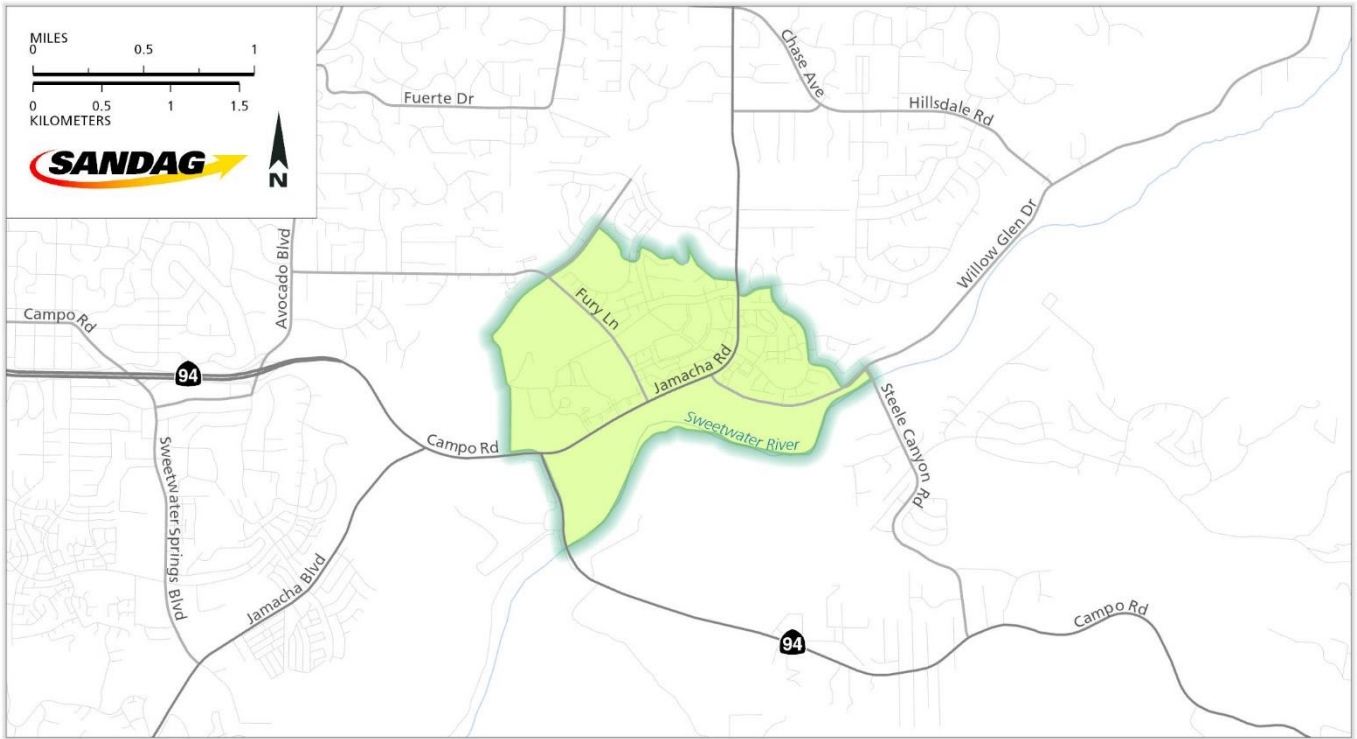 MILES
0 0.5 1
0 0.5 1 1.5
KILOMETERS
SANDAG
N
Fuerte Dr
Chase Ave
Hillsdale Rd
Avocado Blvd
Willow Glen Dr
Campo Rd
Fury Ln
94
Jamacha Rd
Steele Canyon Rd
Sweetwater River
Campo Rd
Sweetwater Springs Blvd
Jamacha Blvd
Campo Rd
94